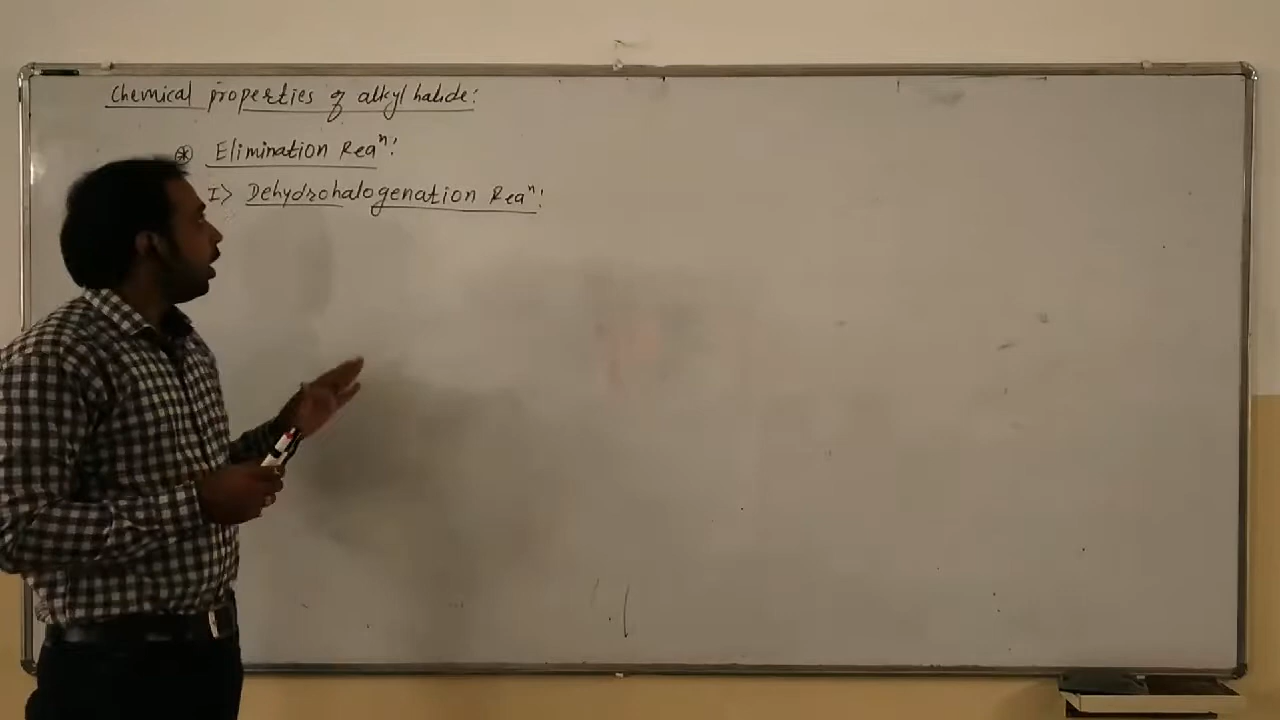 Chemical properties of alkyl halide:
* Elimination Reaⁿ:
I> Dehydrohalogenation Reaⁿ: